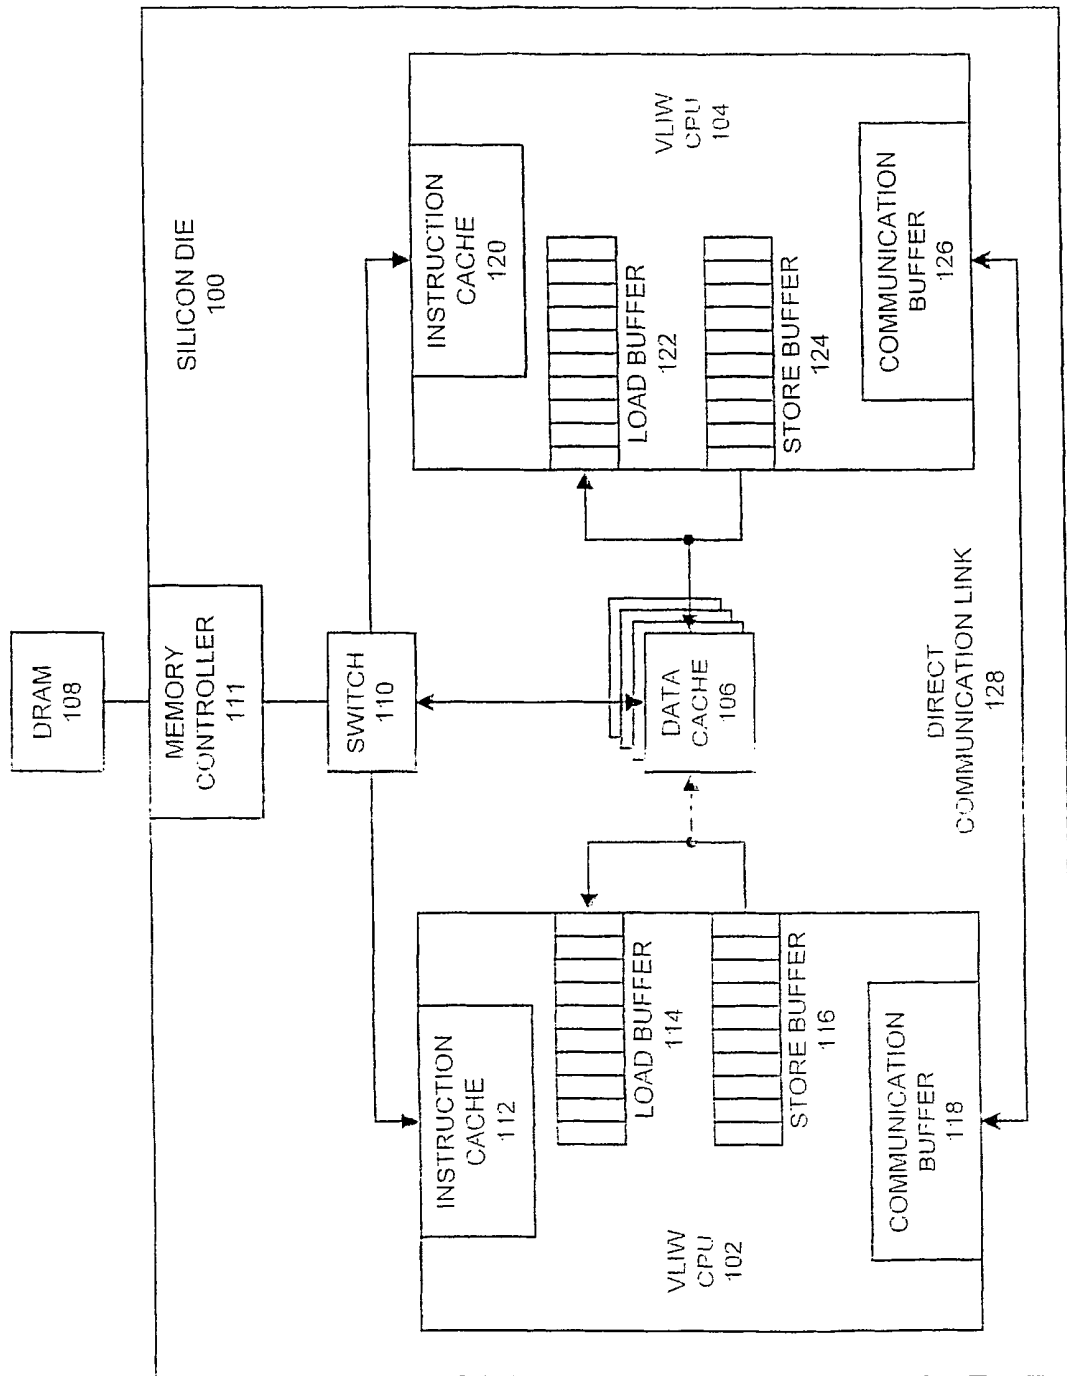 SILICON DIE
100
DRAM
108
MEMORY
CONTROLLER
111
SWITCH
110
INSTRUCTION
CACHE
112
LOAD BUFFER
114
STORE BUFFER
116
VLIW
CPU
102
COMMUNICATION
BUFFER
118
DATA
CACHE
106
INSTRUCTION
CACHE
120
LOAD BUFFER
122
STORE BUFFER
124
VLIW
CPU
104
COMMUNICATION
BUFFER
126
DIRECT
COMMUNICATION LINK
128